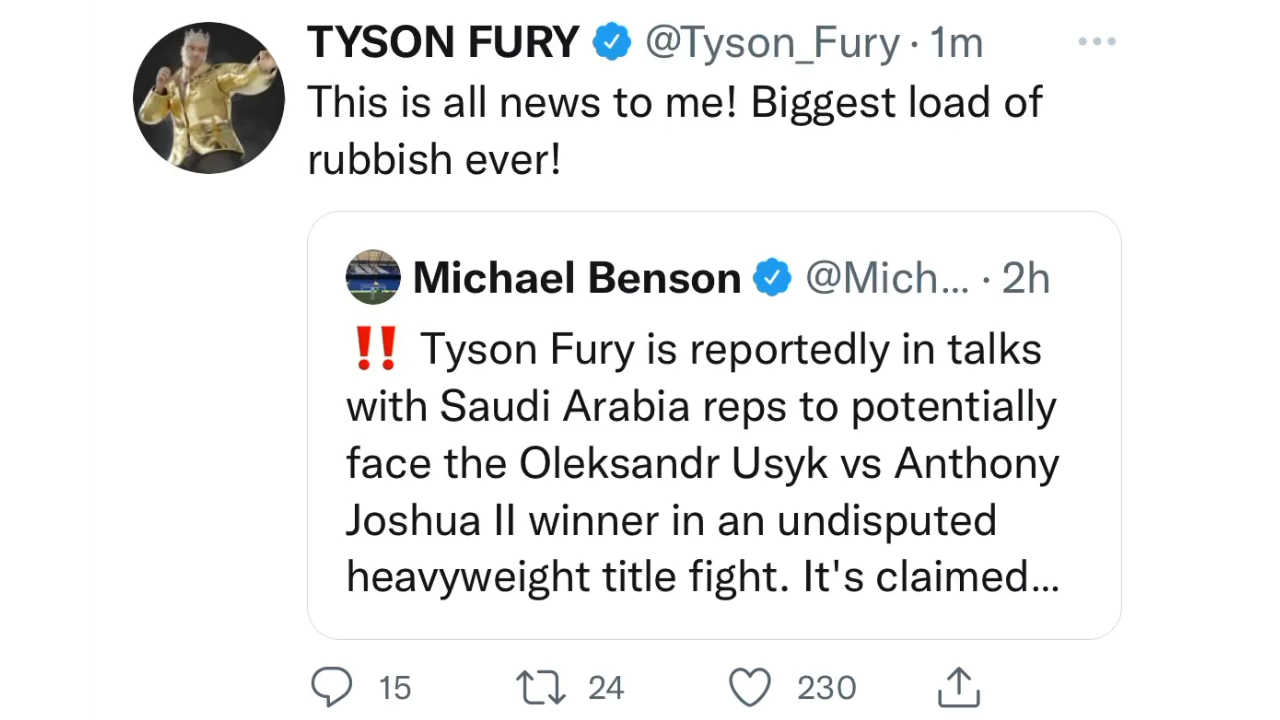 TYSON FURY @Tyson_Fury · 1m
This is all news to me! Biggest load of
rubbish ever!
Michael Benson @Mich... · 2h
‼️ Tyson Fury is reportedly in talks
with Saudi Arabia reps to potentially
face the Oleksandr Usyk vs Anthony
Joshua II winner in an undisputed
heavyweight title fight. It's claimed...
15 24 230